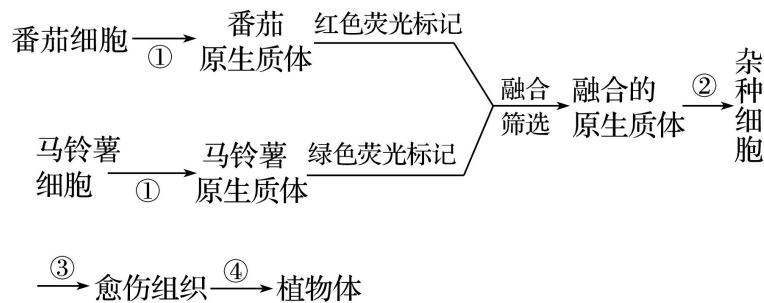 番茄细胞
①
番茄
原生质体
红色荧光标记
马铃薯
细胞
①
马铃薯
原生质体
绿色荧光标记
融合
筛选
融合的
原生质体
②
杂种细胞
③
愈伤组织
④
植物体